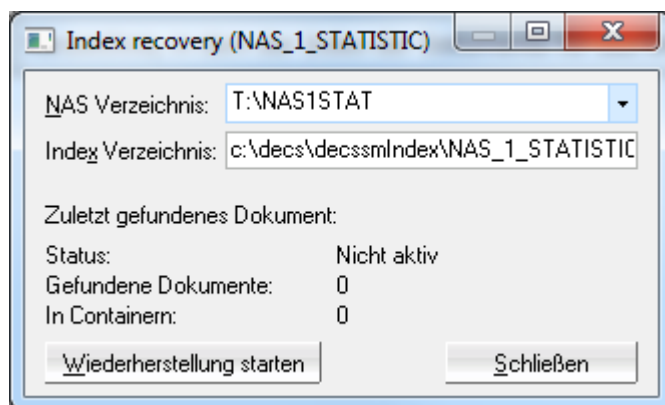 Index recovery (NAS_1_STATISTIC)
NAS Verzeichnis: T:\NAS1STAT
Index Verzeichnis: c:\decs\decssmIndex\NAS_1_STATISTIC
Zuletzt gefundenes Dokument:
Status: Nicht aktiv
Gefundene Dokumente: 0
In Containern: 0
Wiederherstellung starten Schließen